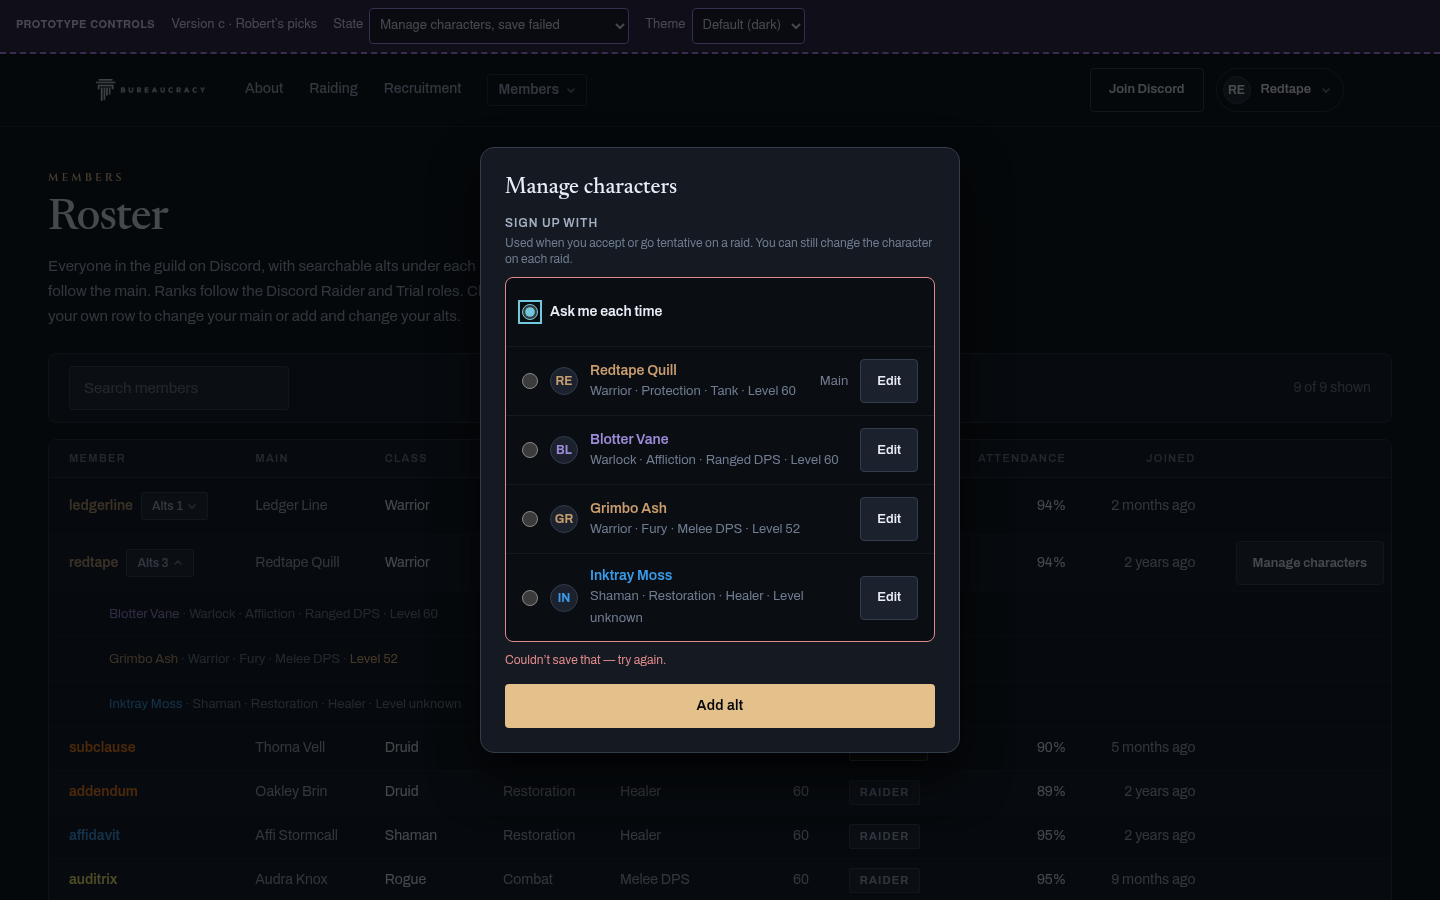 PROTOTYPE CONTROLS Version c · Robert's picks State Manage characters, save failed Theme Default (dark)
BUREAUCRACY About Raiding Recruitment Members Join Discord RE Redtape
MEMBERS
Roster
Everyone in the guild on Discord, with searchable alts under each
follow the main. Ranks follow the Discord Raider and Trial roles. Cl
your own row to change your main or add and change your alts.
Search members
9 of 9 shown
MEMBER MAIN CLASS ATTENDANCE JOINED
ledgerline Alts 1 Ledger Line Warrior 94% 2 months ago
redtape Alts 3 Redtape Quill Warrior 94% 2 years ago Manage characters
Blotter Vane · Warlock · Affliction · Ranged DPS · Level 60
Grimbo Ash · Warrior · Fury · Melee DPS · Level 52
Inktray Moss · Shaman · Restoration · Healer · Level unknown
subclause Thorna Vell Druid 90% 5 months ago
addendum Oakley Brin Druid Restoration Healer 60 RAIDER 89% 2 years ago
affidavit Affi Stormcall Shaman Restoration Healer 60 RAIDER 95% 2 years ago
auditrix Audra Knox Rogue Combat Melee DPS 60 RAIDER 95% 9 months ago
Manage characters
SIGN UP WITH
Used when you accept or go tentative on a raid. You can still change the character
on each raid.
Ask me each time
RE Redtape Quill
Warrior · Protection · Tank · Level 60 Main Edit
BL Blotter Vane
Warlock · Affliction · Ranged DPS · Level 60 Edit
GR Grimbo Ash
Warrior · Fury · Melee DPS · Level 52 Edit
IN Inktray Moss
Shaman · Restoration · Healer · Level
unknown Edit
Couldn't save that — try again.
Add alt